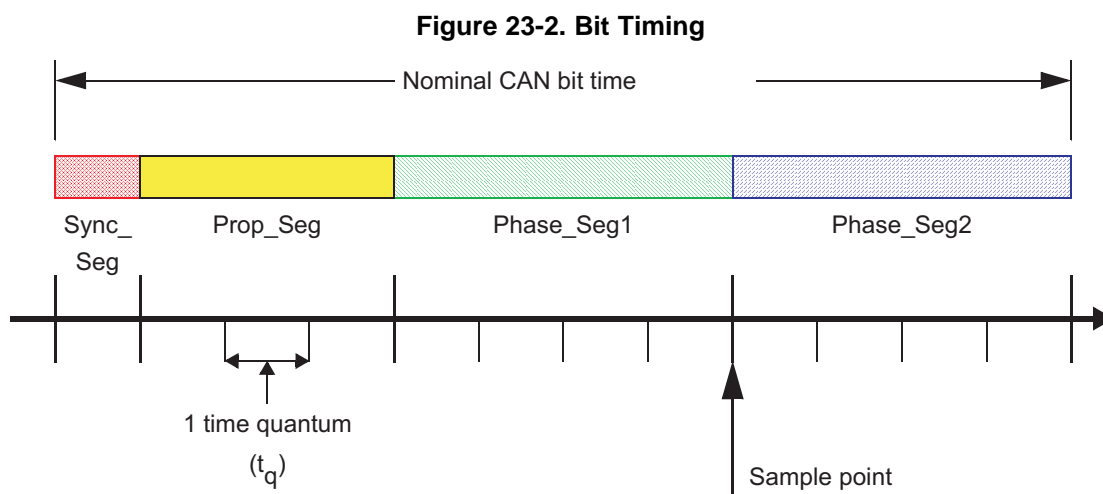 Figure 23-2. Bit Timing
Nominal CAN bit time
Sync_
Seg
Prop_Seg
Phase_Seg1
Phase_Seg2
1 time quantum
(tq)
Sample point